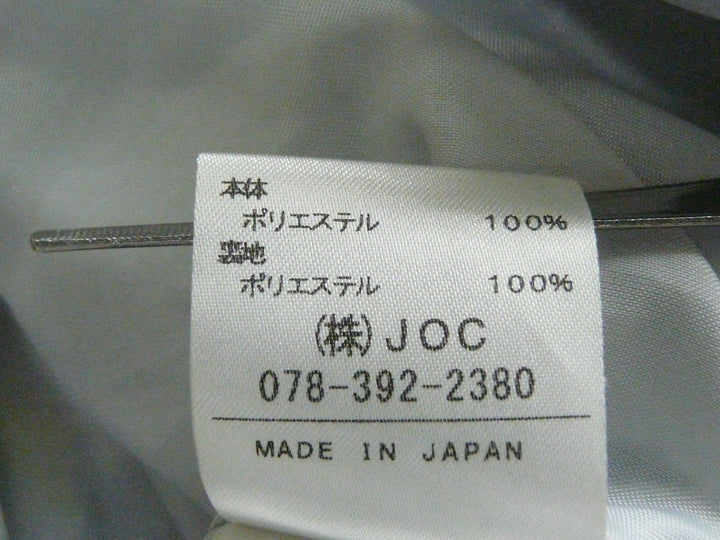 本体
ポリエステル 100%
裏地
ポリエステル 100%
(株)JOC
078-392-2380
MADE IN JAPAN